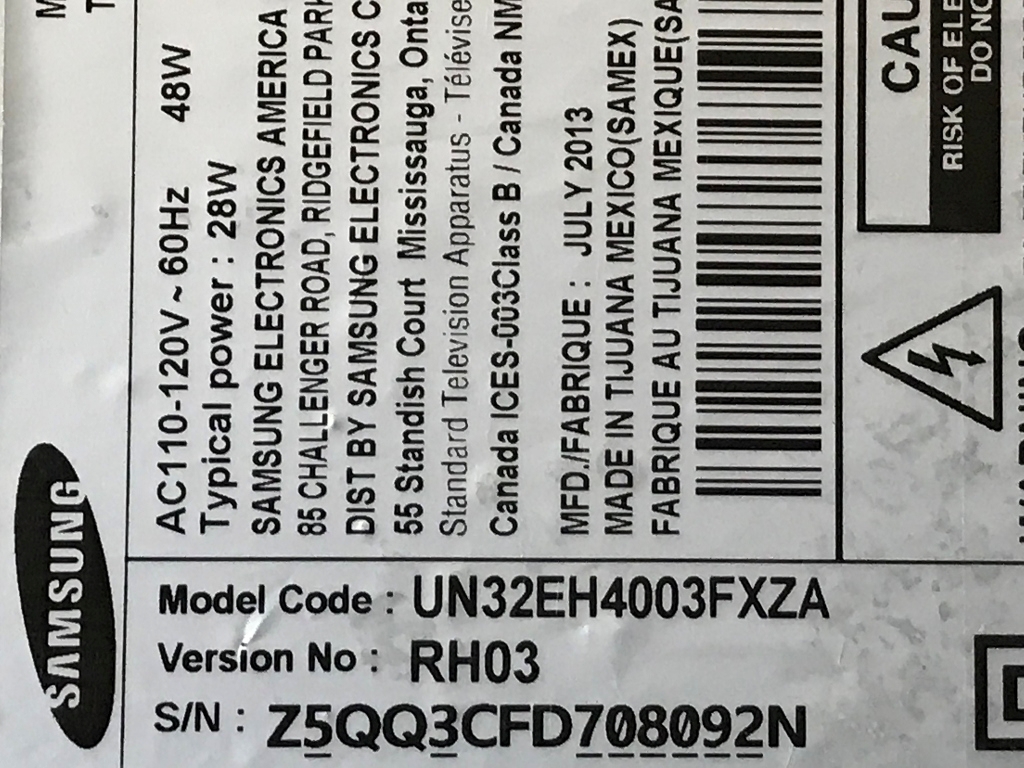 SAMSUNG
AC110-120V ~ 60Hz 48W
Typical power : 28W
SAMSUNG ELECTRONICS AMERICA
85 CHALLENGER ROAD, RIDGEFIELD PARK
DIST BY SAMSUNG ELECTRONICS C
55 Standish Court Mississauga, Onta
Standard Television Apparatus - Télévise
Canada ICES-003Class B / Canada NM
MFD./FABRIQUE : JULY 2013
MADE IN TIJUANA MEXICO(SAMEX)
FABRIQUE AU TIJUANA MEXIQUE(SA
CAU
RISK OF ELE
DO NO
Model Code : UN32EH4003FXZA
Version No : RH03
S/N : Z5QQ3CFD708092N